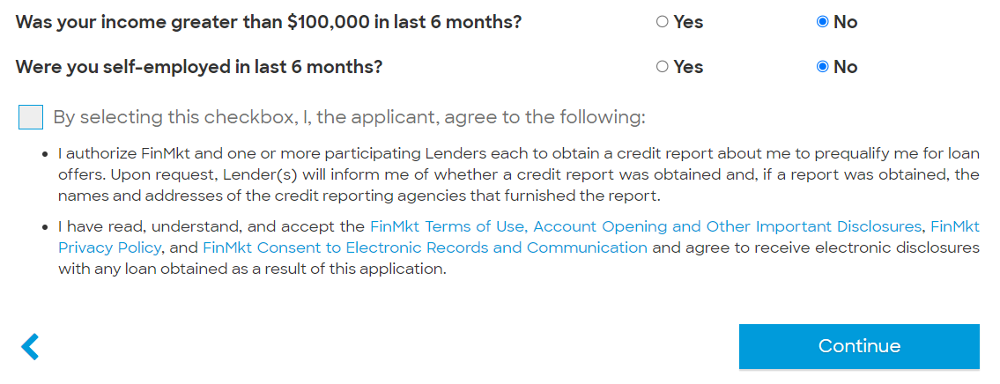 Was your income greater than $100,000 in last 6 months? Yes No
Were you self-employed in last 6 months? Yes No
By selecting this checkbox, I, the applicant, agree to the following:
• I authorize FinMkt and one or more participating Lenders each to obtain a credit report about me to prequalify me for loan
offers. Upon request, Lender(s) will inform me of whether a credit report was obtained and, if a report was obtained, the
names and addresses of the credit reporting agencies that furnished the report.
• I have read, understand, and accept the FinMkt Terms of Use, Account Opening and Other Important Disclosures, FinMkt
Privacy Policy, and FinMkt Consent to Electronic Records and Communication and agree to receive electronic disclosures
with any loan obtained as a result of this application.
Continue